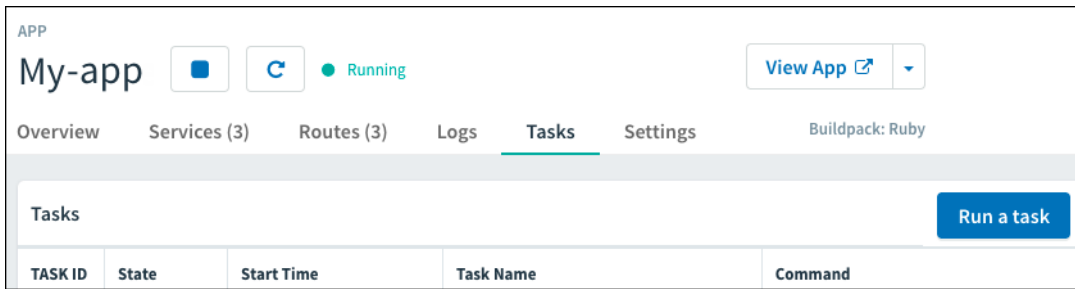 APP
My-app Running View App
Overview Services (3) Routes (3) Logs Tasks Settings Buildpack: Ruby
Tasks Run a task
TASK ID State Start Time Task Name Command